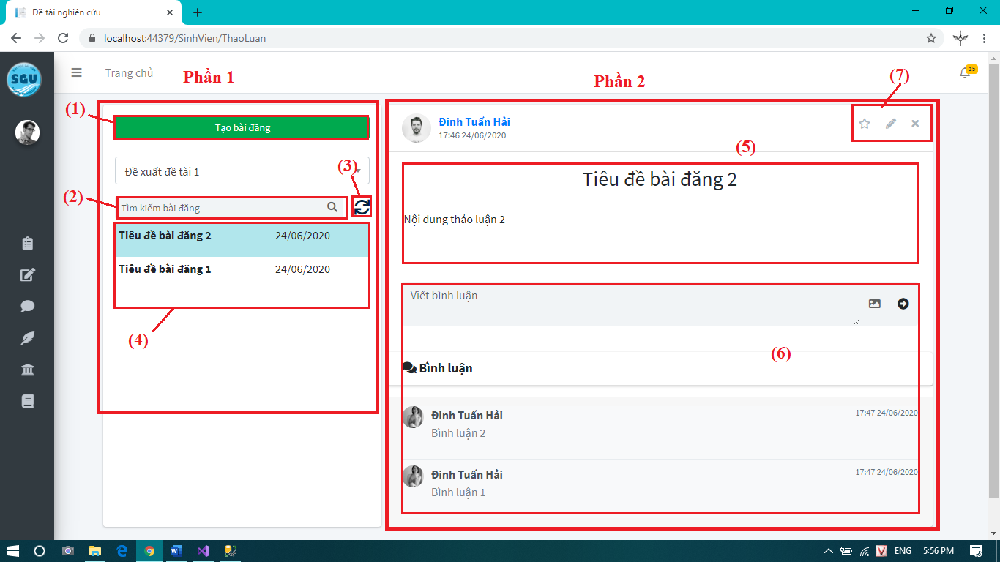 Đề tài nghiên cứu
localhost:44379/SinhVien/ThaoLuan
SGU
Trang chủ
Phần 1
Phần 2
(7)
15
(1)
Tạo bài đăng
Đinh Tuấn Hải
17:46 24/06/2020
(5)
Đề xuất đề tài 1
(3)
Tiêu đề bài đăng 2
(2)
Tìm kiếm bài đăng
Nội dung thảo luận 2
Tiêu đề bài đăng 2 24/06/2020
Tiêu đề bài đăng 1 24/06/2020
(4)
Viết bình luận
(6)
Bình luận
Đinh Tuấn Hải 17:47 24/06/2020
Bình luận 2
Đinh Tuấn Hải 17:47 24/06/2020
Bình luận 1
ENG 5:56 PM